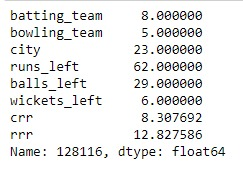 batting_team 8.000000
bowling_team 5.000000
city 23.000000
runs_left 62.000000
balls_left 29.000000
wickets_left 6.000000
crr 8.307692
rrr 12.827586
Name: 128116, dtype: float64